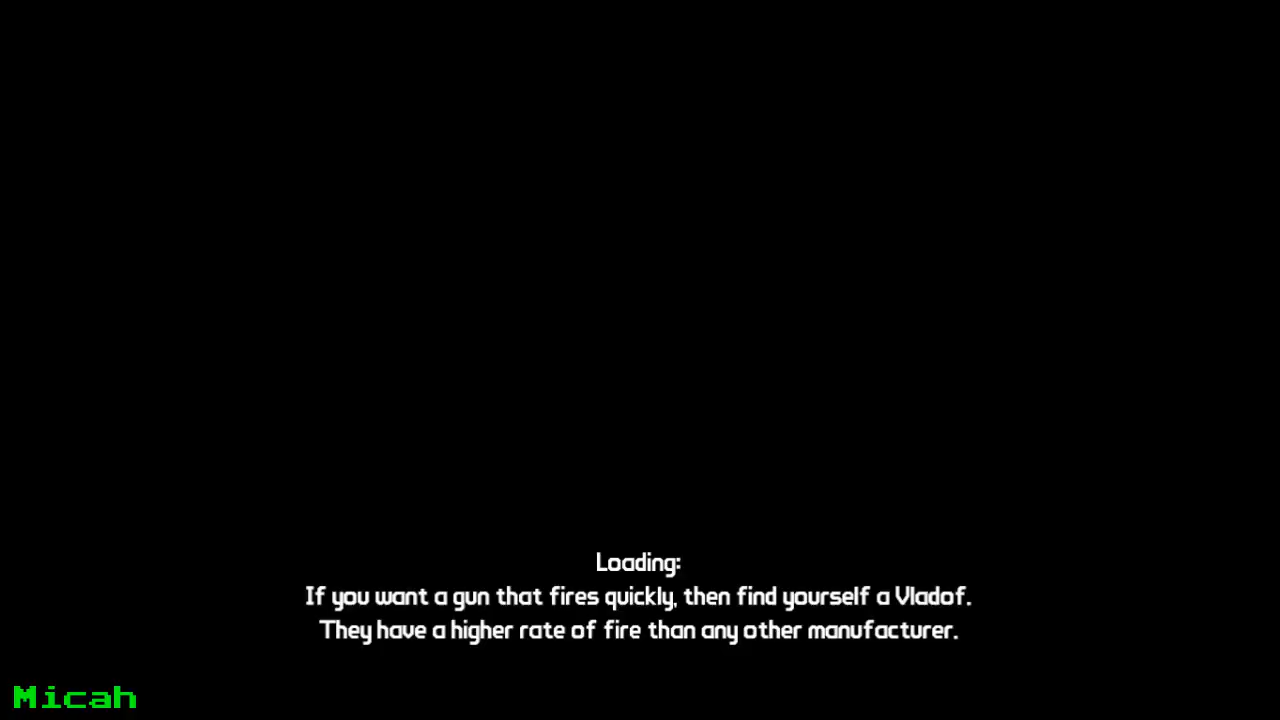 Loading:
If you want a gun that fires quickly, then find yourself a Vladof.
They have a higher rate of fire than any other manufacturer.
Micah